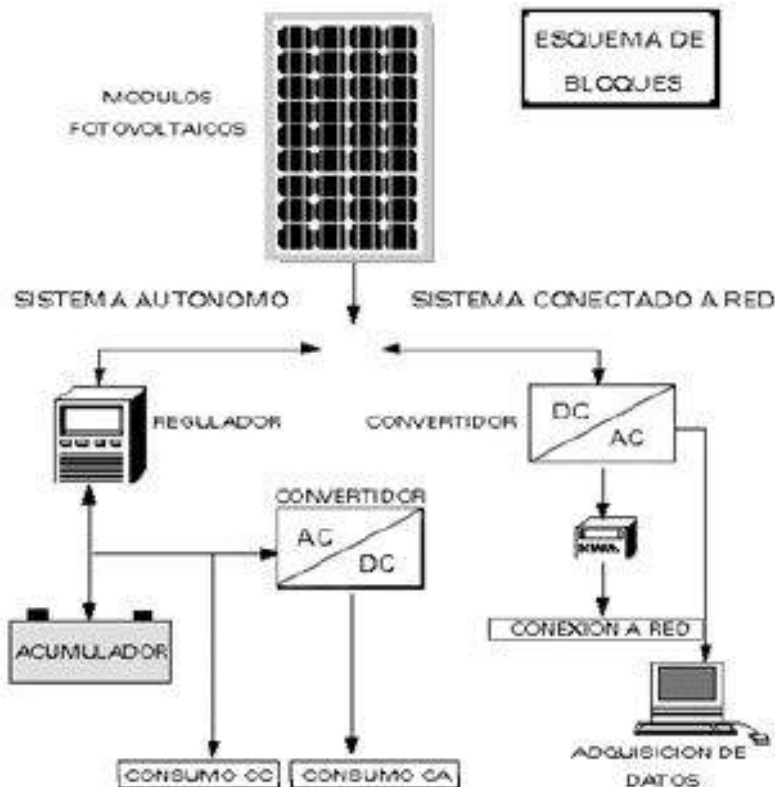 ESQUEMA DE
BLOQUES
MODULOS
FOTOVOLTAICOS
SISTEMA AUTONOMO
SISTEMA CONECTADO A RED
REGULADOR
CONVERTIDOR
DC
AC
CONVERTIDOR
AC
DC
ACUMULADOR
CONEXION A RED
CONSUMO CC
CONSUMO CA
ADQUISICION DE
DATOS